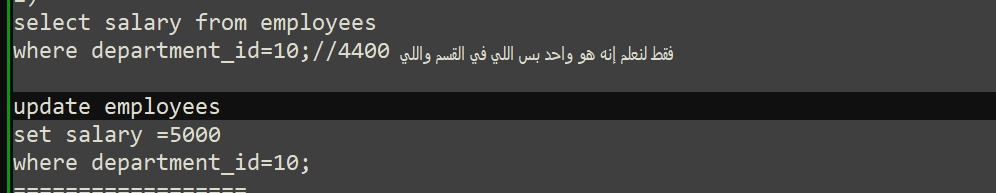 select salary from employees
where department_id=10;//4400 فقط لنعلم إنه هو واحد بس اللي في القسم واللي
update employees
set salary =5000
where department_id=10;
==================